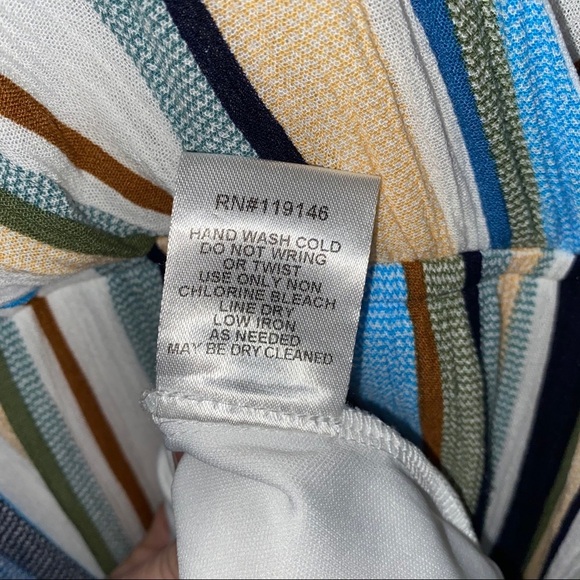 RN#119146
HAND WASH COLD
DO NOT WRING
OR TWIST
USE ONLY NON
CHLORINE BLEACH
LINE DRY
LOW IRON
AS NEEDED
MAY BE DRY CLEANED